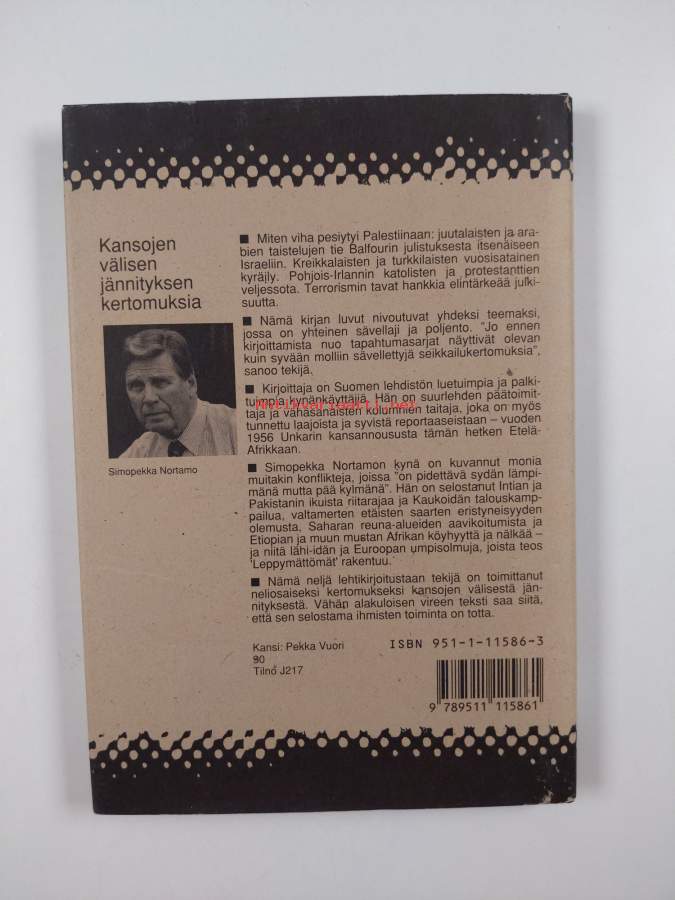 Kansojen
välisen
jännityksen
kertomuksia
Simopekka Nortamo
■ Miten viha pesiytyi Palestiinaan: juutalaisten ja ara-
bien taistelujen tie Balfourin julistuksesta itsenäiseen
Israeliin. Kreikkalaisten ja turkkilaisten vuosisatainen
kyräily. Pohjois-Irlannin katolisten ja protestanttien
veljessota. Terrorismin tavat hankkia elintärkeää julki-
suutta.
■ Nämä kirjan luvut nivoutuvat yhdeksi teemaksi,
jossa on yhteinen sävellaji ja poljento. ”Jo ennen
kirjoittamista nuo tapahtumasarjat näyttivät olevan
kuin syvään molliin sävellettyjä seikkailukertomuksia”,
sanoo tekijä.
■ Kirjoittaja on Suomen lehdistön luetuimpia ja palki-
tuimpia kynänkäyttäjiä. Hän on suurlehden päätoimit-
taja ja vähäsanaisten kolumnien taitaja, joka on myös
tunnettu laajoista ja syvistä reportaaseistaan – vuoden
1956 Unkarin kansannoususta tämän hetken Etelä-
Afrikkaan.
■ Simopekka Nortamon kynä on kuvannut monia
muitakin konflikteja, joissa ”on pidettävä sydän lämpi-
mänä mutta pää kylmänä”. Hän on selostanut Intian ja
Pakistanin ikuista riitarajaa ja Kaukoidän talouskamp-
pailua, valtamerten etäisten saarten eristyneisyyden
olemusta, Saharan reuna-alueiden aavikoitumista ja
Etiopian ja muun mustan Afrikan köyhyyttä ja nälkää –
ja niitä lähi-idän ja Euroopan umpisolmuja, joista teos
'Leppymättömät' rakentuu.
■ Nämä neljä lehtikirjoitustaan tekijä on toimittanut
neliosaiseksi kertomukseksi kansojen välisestä jän-
nityksestä. Vähän alakuloisen vireen teksti saa siitä,
että sen selostama ihmisten toiminta on totta.
Kansi: Pekka Vuori
90
Tilno J217
ISBN 951-1-11586-3
9 789511 115861
Antikvariaatti.net